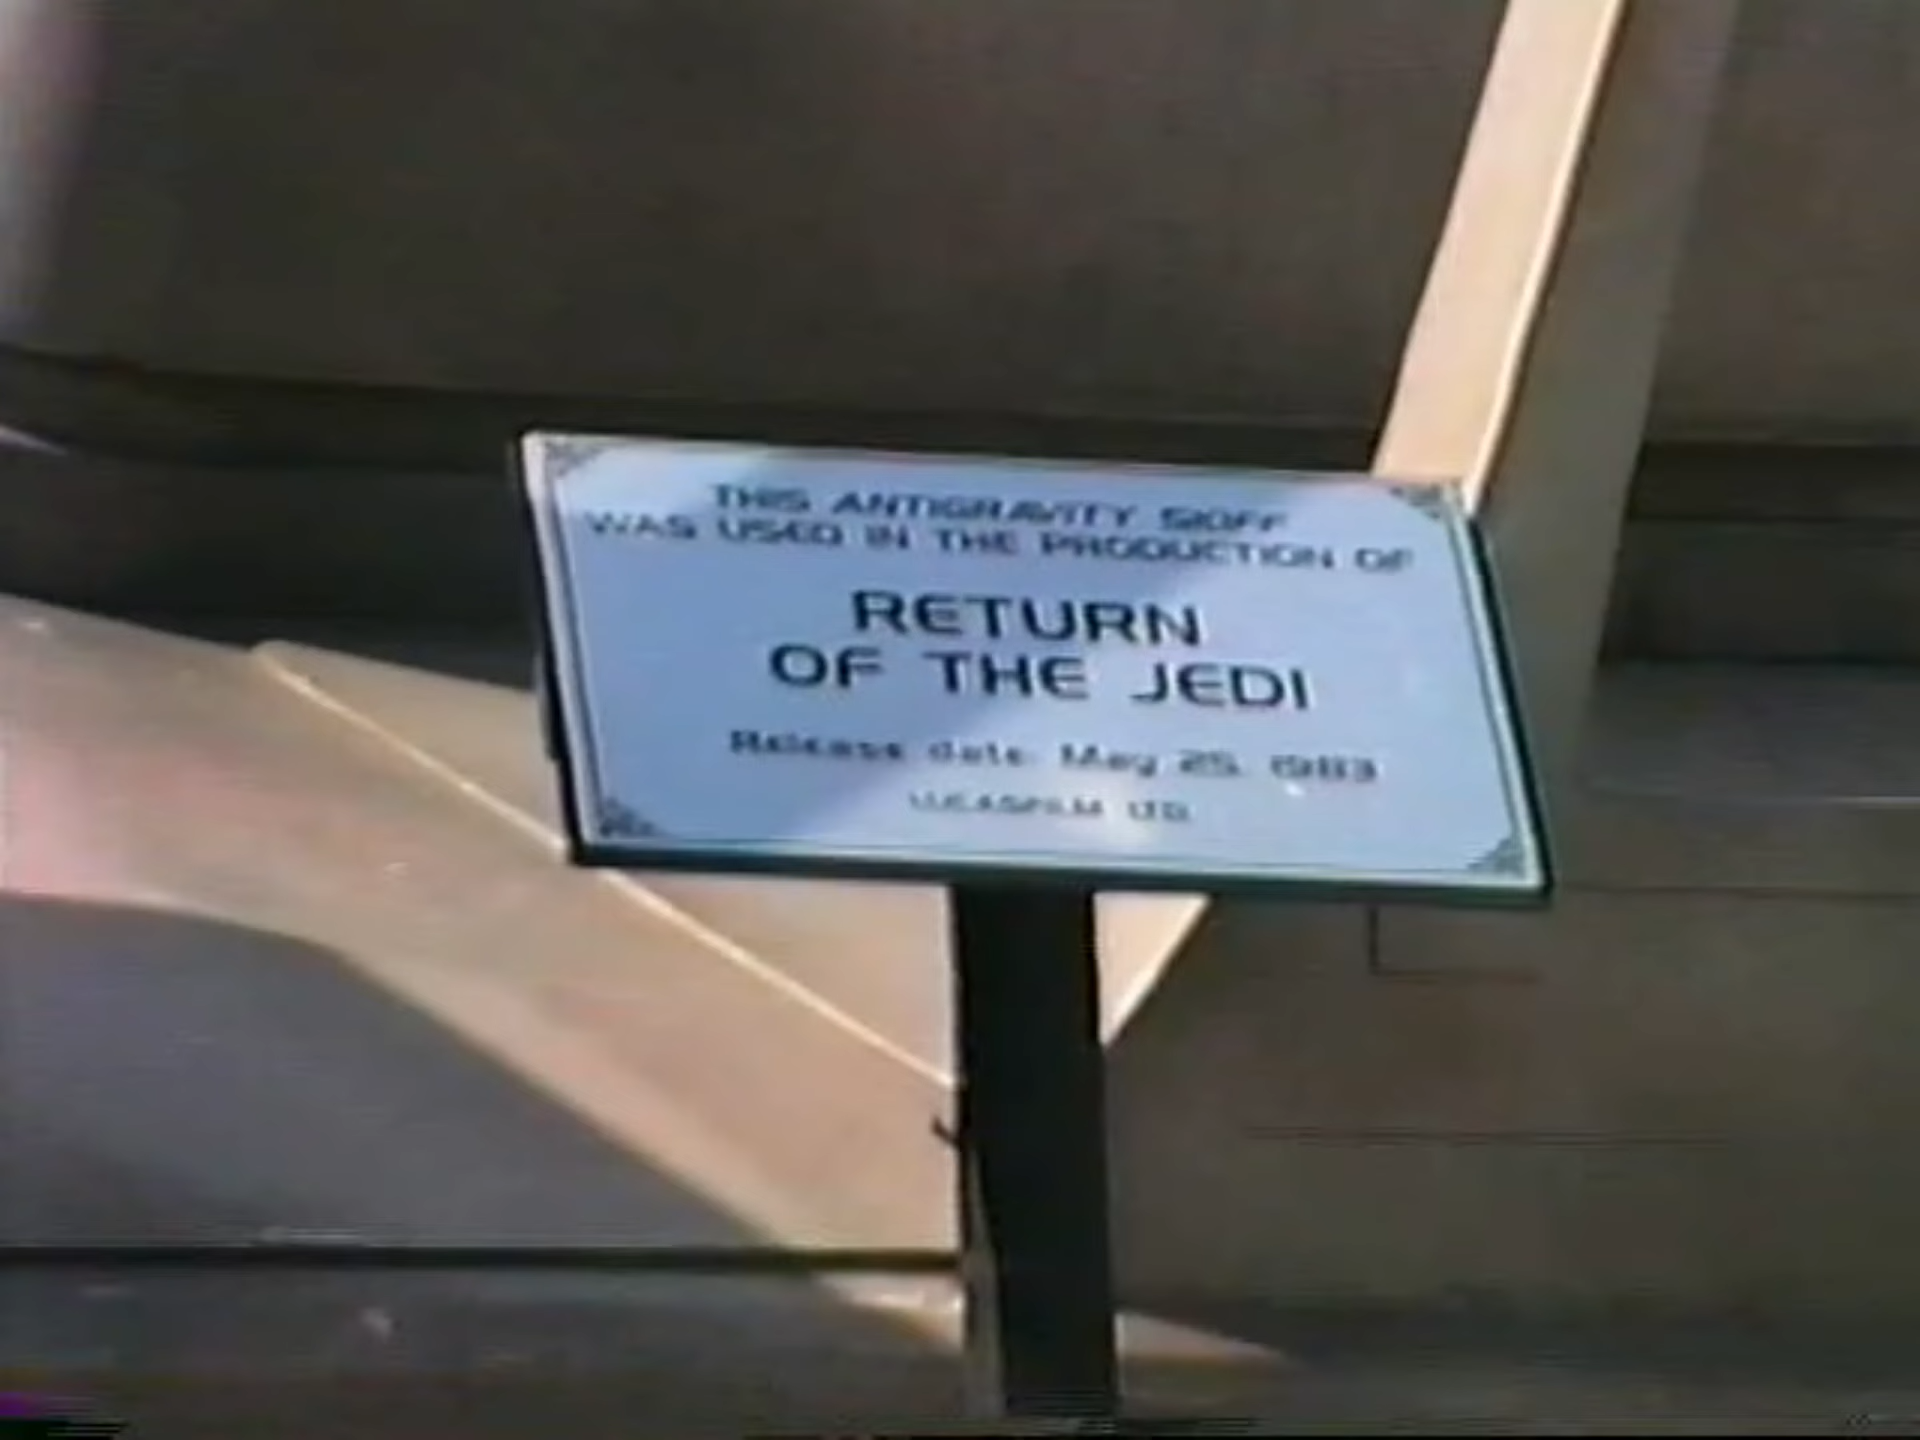 THIS ANTIGRAVITY SKIFF
WAS USED IN THE PRODUCTION OF
RETURN
OF THE JEDI
Release date: May 25, 1983
LUCASFILM LTD.